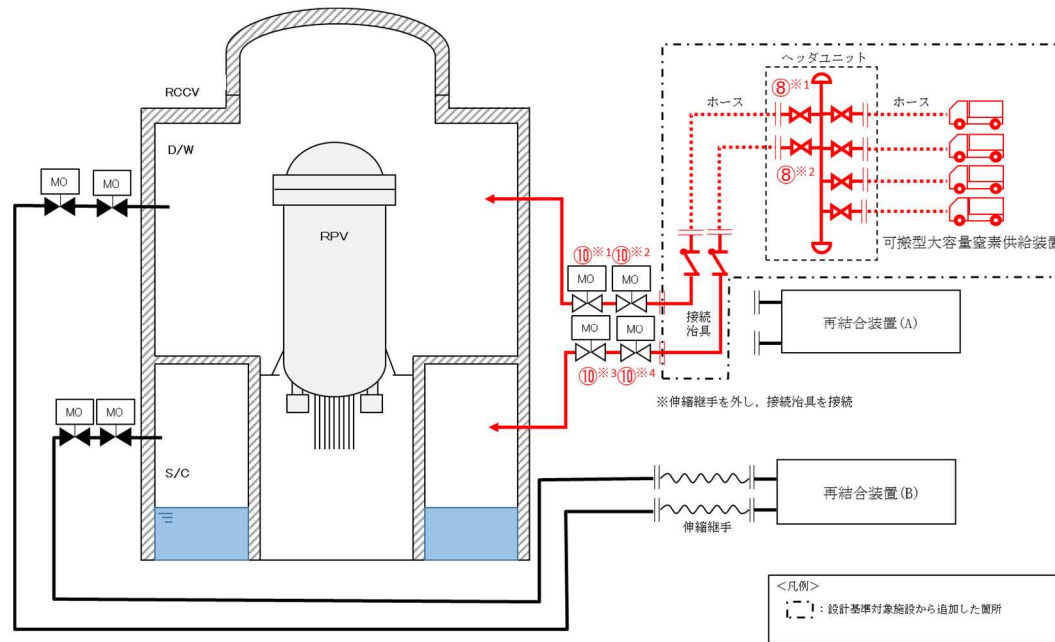 ヘッダユニット
⑧※1
ホース
ホース
RCCV
D/W
MO
MO
⑧※2
RPV
可搬型大容量窒素供給装置
⑩※1
⑩※2
MO
MO
接続
治具
再結合装置(A)
MO
MO
⑩※3
⑩※4
※伸縮継手を外し，接続治具を接続
MO
MO
S/C
再結合装置(B)
伸縮継手
<凡例>
：設計基準対象施設から追加した箇所